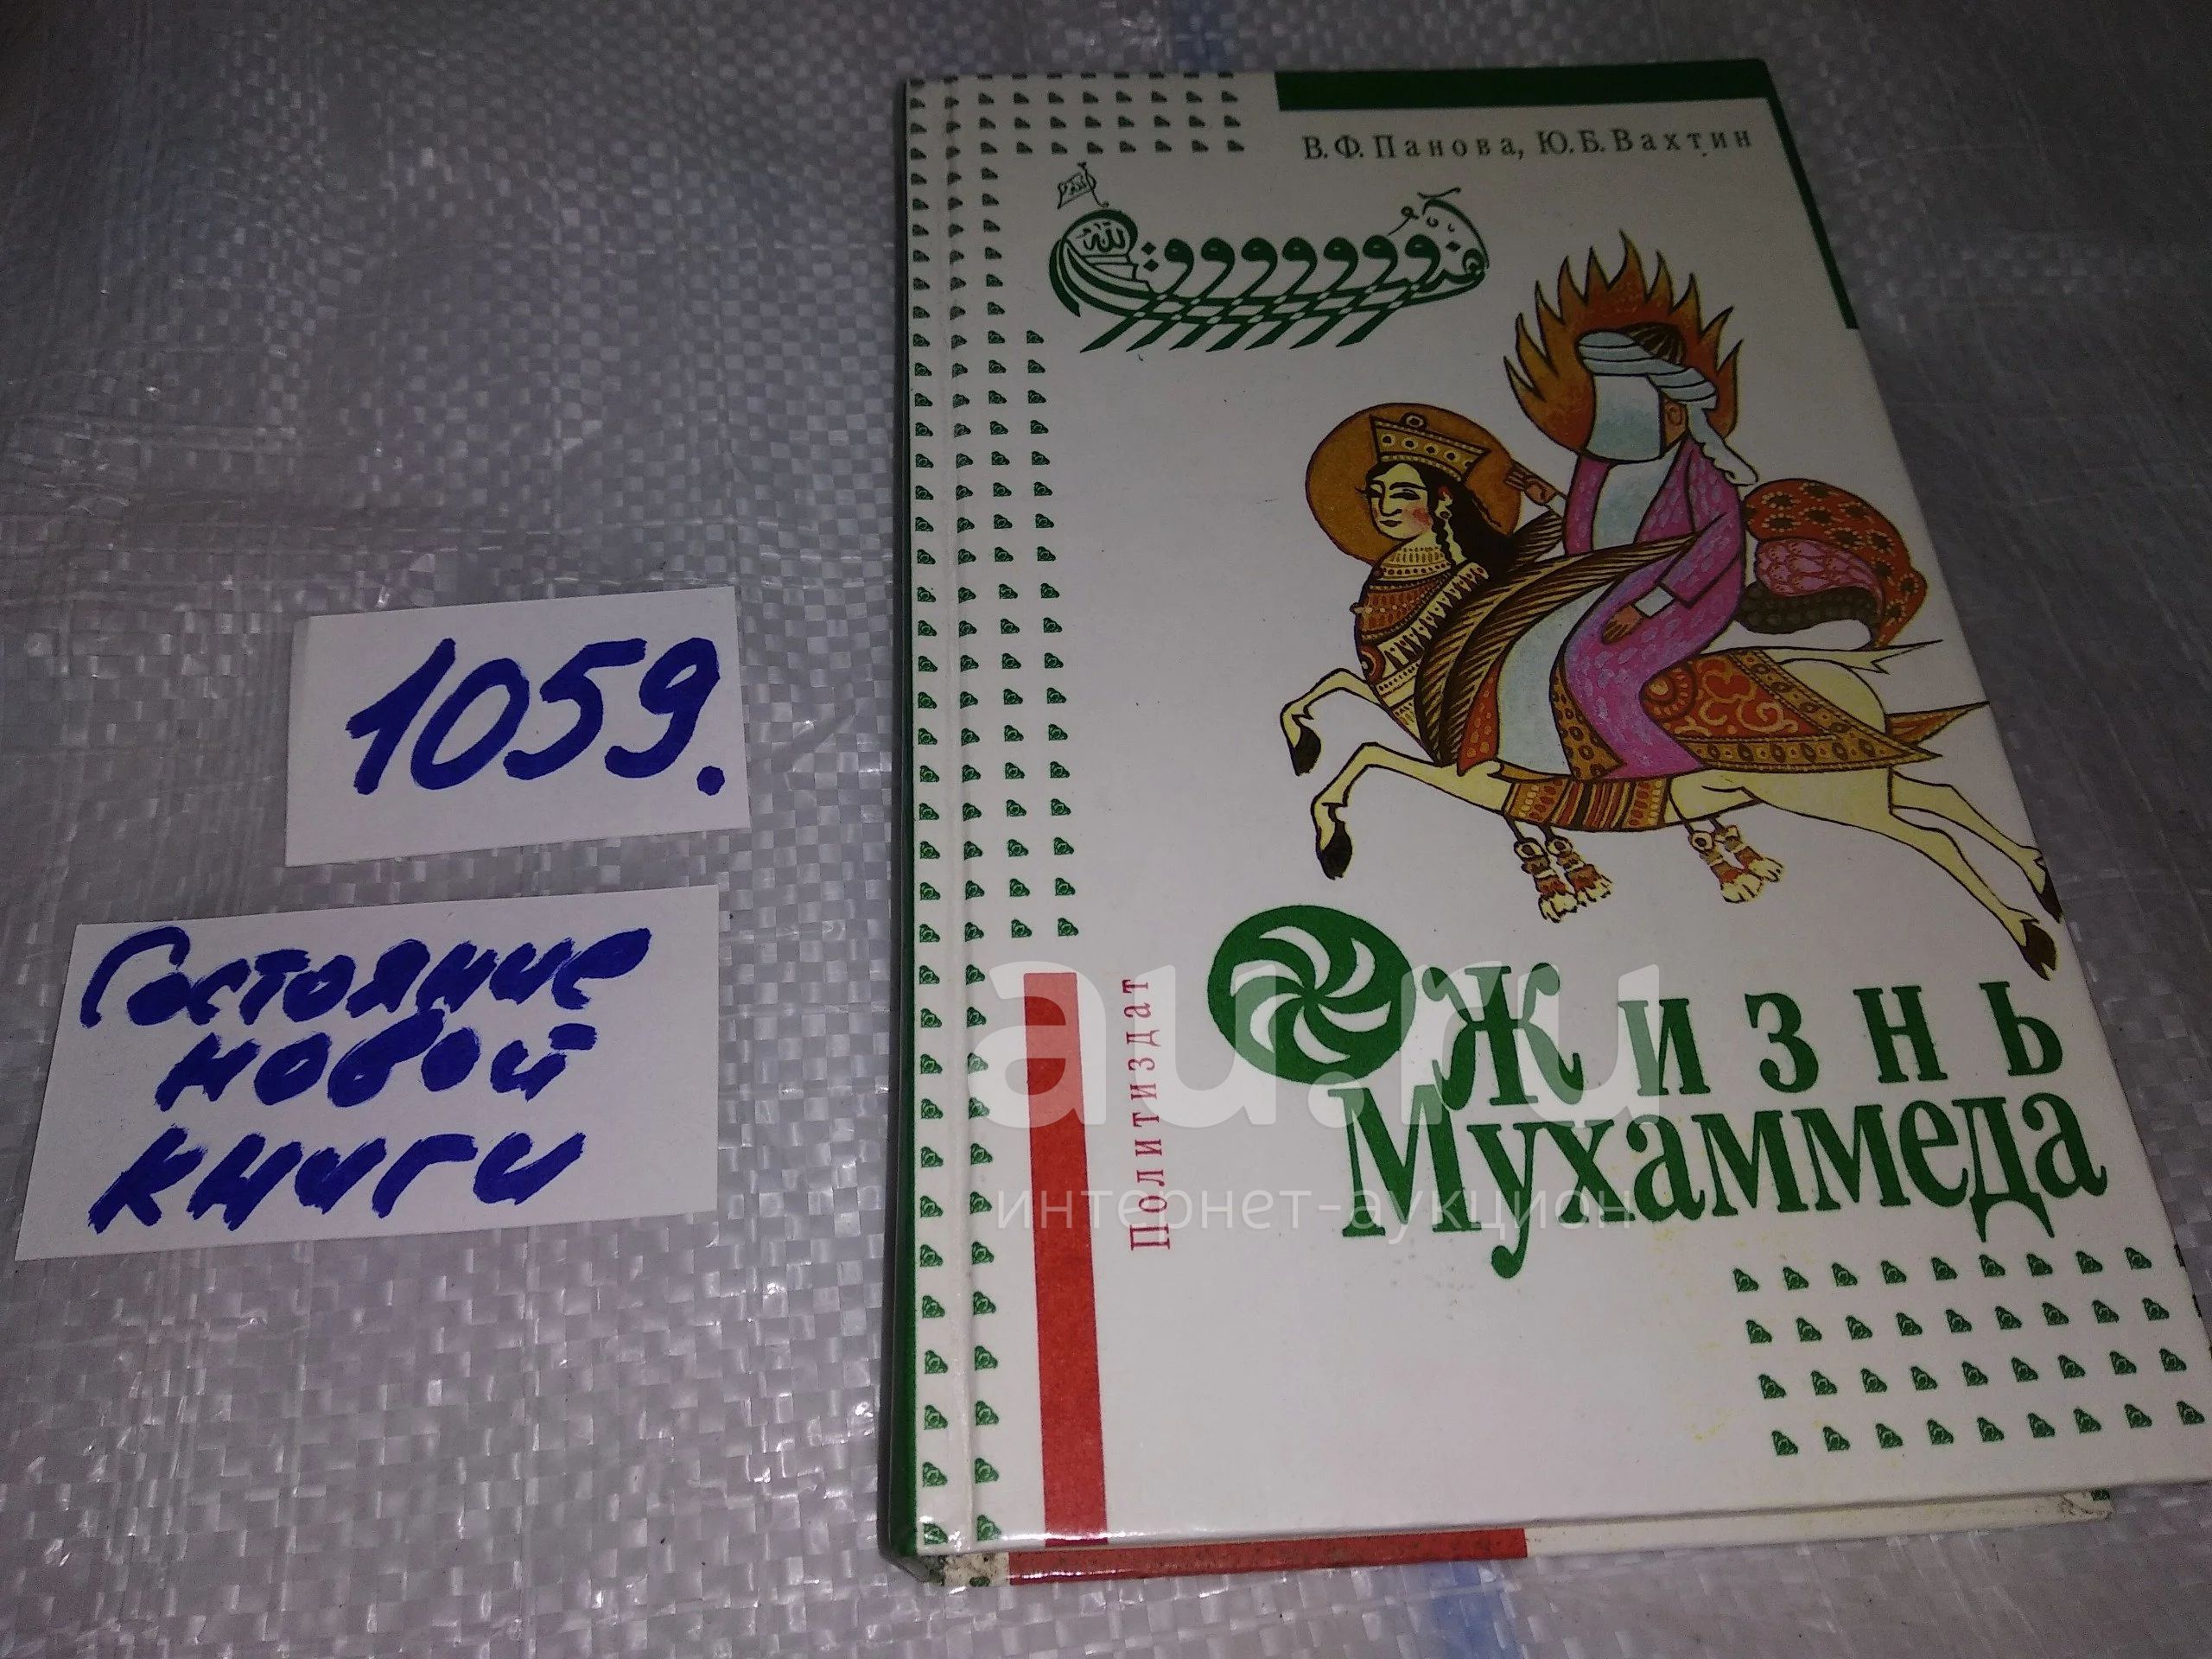 1059.
Состояние
новой
книги
В.Ф.Панова, Ю.Б.Вахтин
Политиздат
Жизнь
Мухаммеда
au.ru
интернет-аукцион